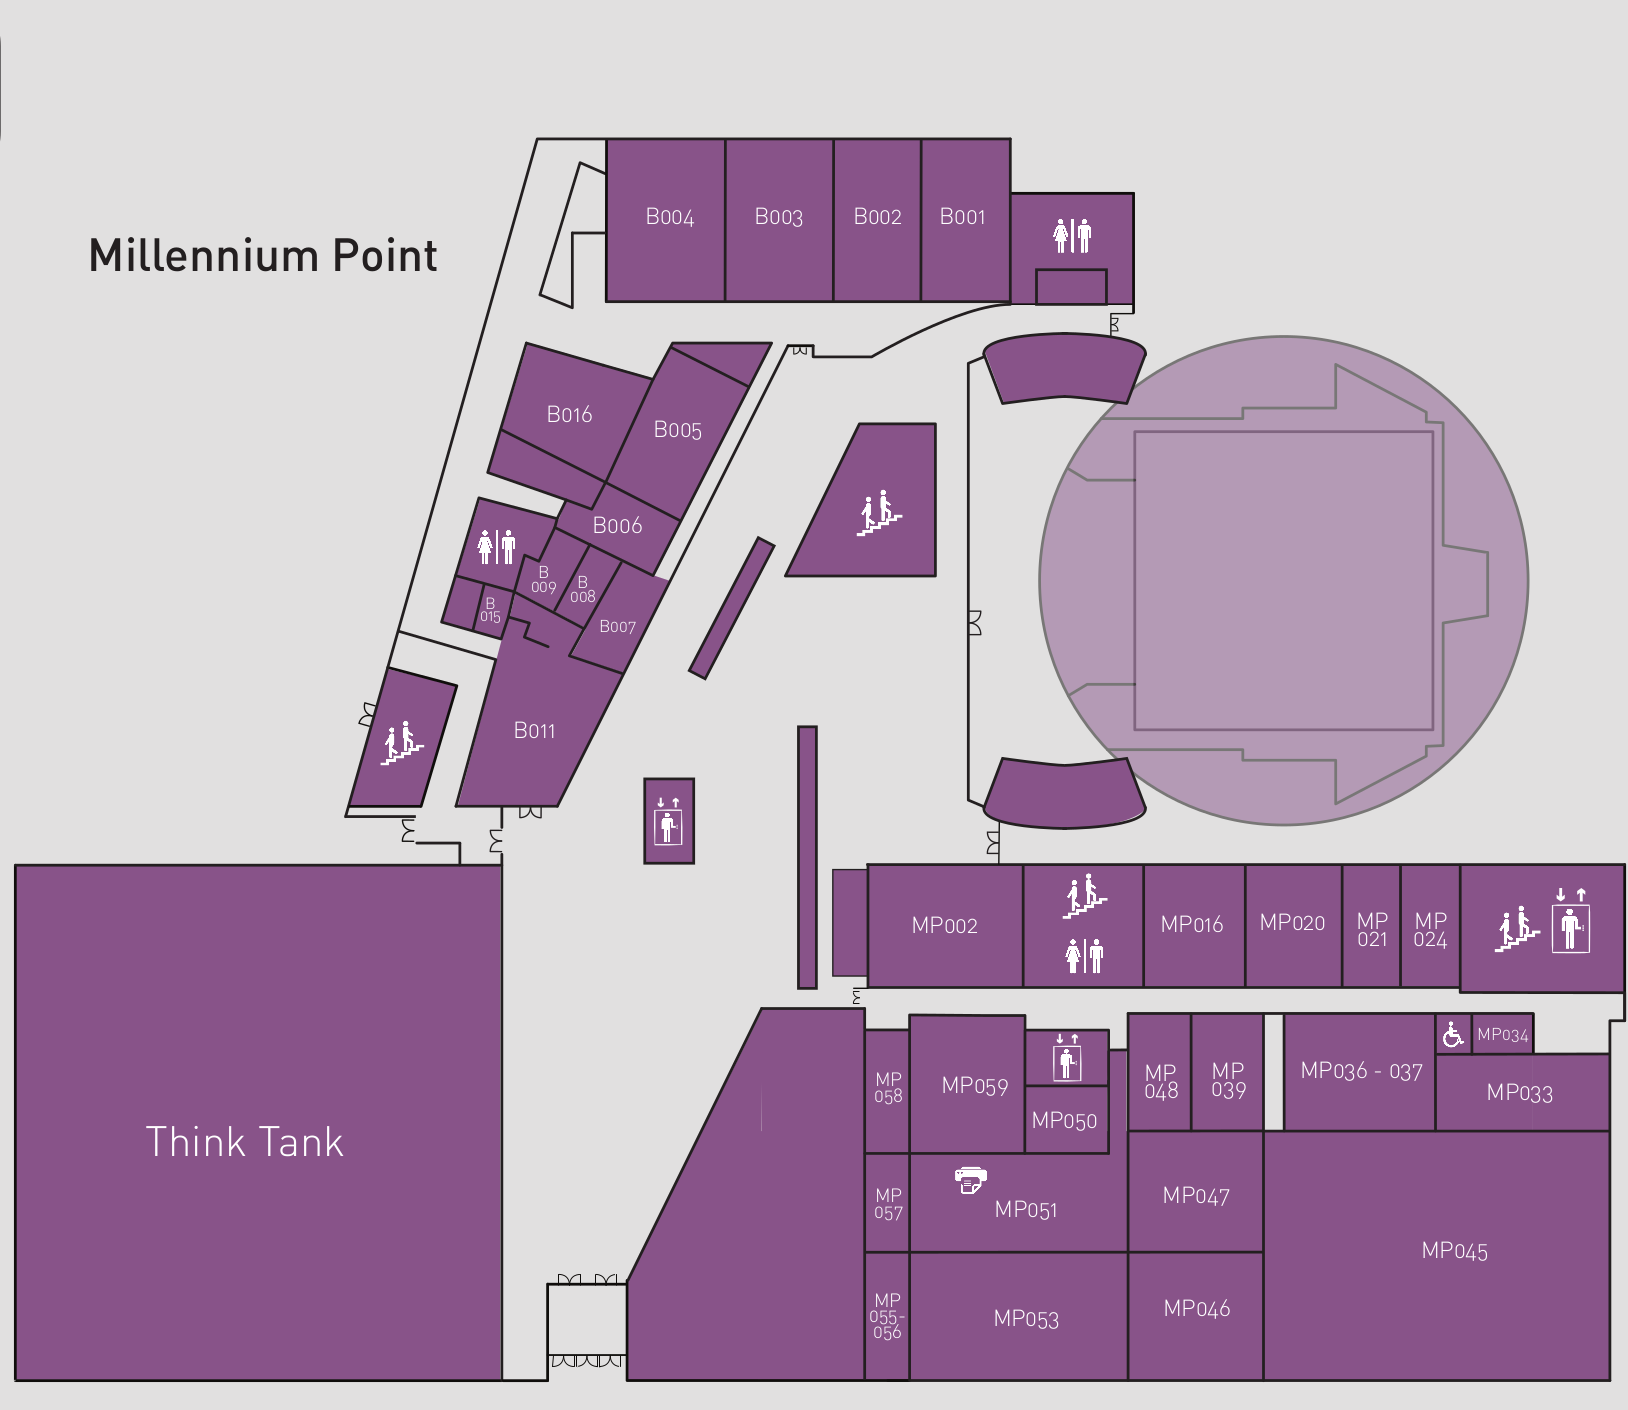 Millennium Point
B004
B003
B002
B001
B016
B005
B006
B
009
B
008
B
015
B007
B011
MP002
MP016
MP020
MP
021
MP
024
MP
058
MP059
MP050
MP
048
MP
039
MP036 - 037
MP034
MP033
Think Tank
MP
057
MP051
MP047
MP045
MP
055-
056
MP053
MP046